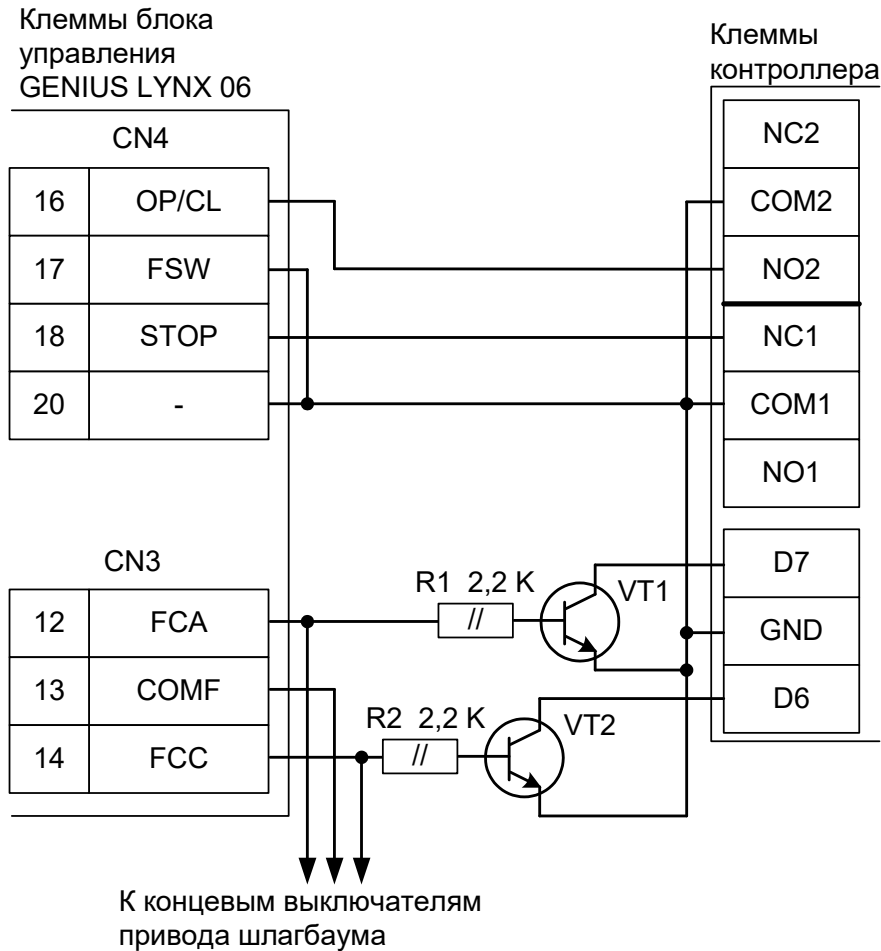 Клеммы блока
управления
GENIUS LYNX 06
CN4
16 OP/CL
17 FSW
18 STOP
20 -
CN3
12 FCA
13 COMF
14 FCC
К концевым выключателям
привода шлагбаума
R1 2,2 K
//
VT1
R2 2,2 K
//
VT2
Клеммы
контроллера
NC2
COM2
NO2
NC1
COM1
NO1
D7
GND
D6